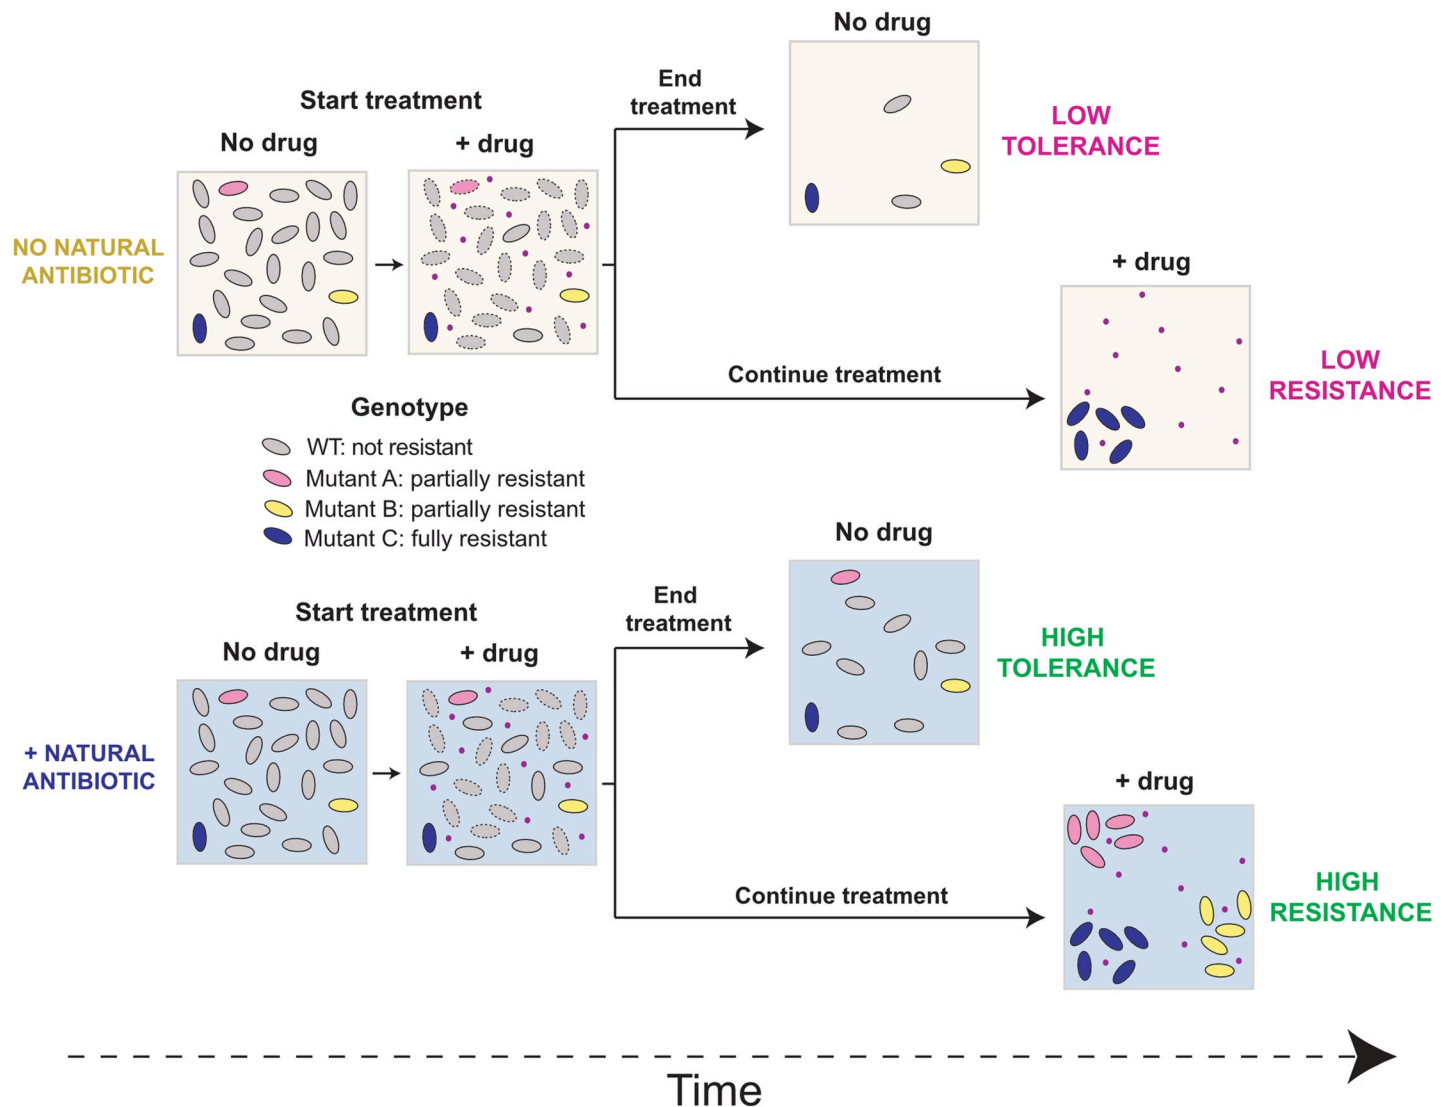 No drug
End
treatment
LOW
TOLERANCE
Start treatment
No drug
+ drug
NO NATURAL
ANTIBIOTIC
+ drug
Continue treatment
LOW
RESISTANCE
Genotype
WT: not resistant
Mutant A: partially resistant
Mutant B: partially resistant
Mutant C: fully resistant
No drug
End
treatment
HIGH
TOLERANCE
Start treatment
No drug
+ drug
+ NATURAL
ANTIBIOTIC
+ drug
Continue treatment
HIGH
RESISTANCE
Time